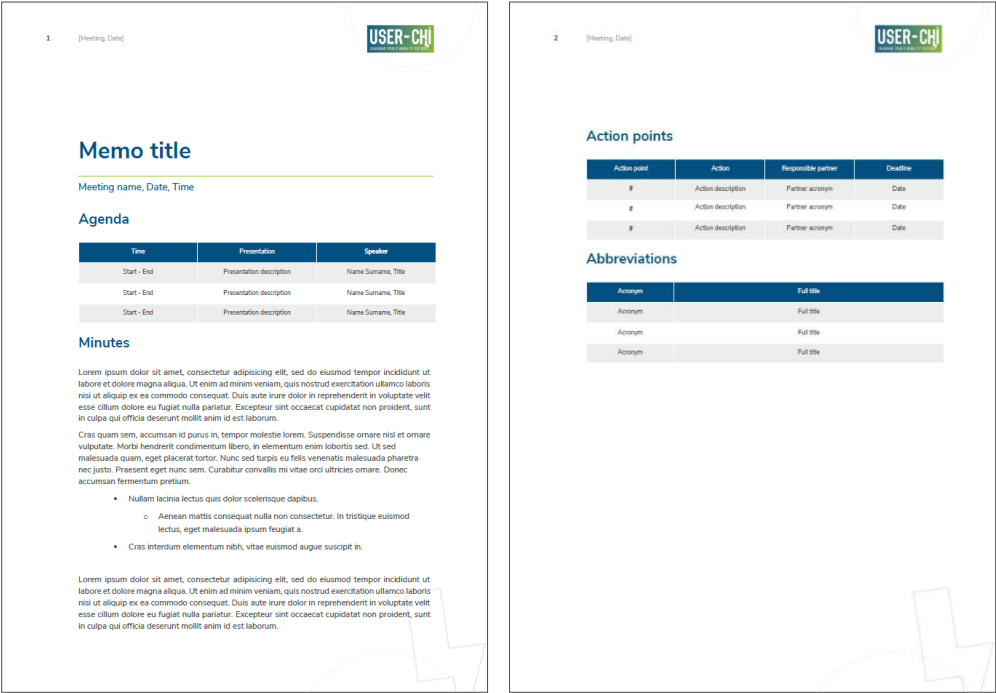 1 [Meeting, Date]
USER-CHI
Memo title
Meeting name, Date, Time
Agenda
Time Presentation Speaker
Start - End Presentation description Name Surname, Title
Start - End Presentation description Name Surname, Title
Start - End Presentation description Name Surname, Title
Minutes
Lorem ipsum dolor sit amet, consectetur adipisicing elit, sed do eiusmod tempor incididunt ut
labore et dolore magna aliqua. Ut enim ad minim veniam, quis nostrud exercitation ullamco laboris
nisi ut aliquip ex ea commodo consequat. Duis aute irure dolor in reprehenderit in voluptate velit
esse cillum dolore eu fugiat nulla pariatur. Excepteur sint occaecat cupidatat non proident, sunt
in culpa qui officia deserunt mollit anim id est laborum.
Cras quam sem, accumsan id purus in, tempor molestie lorem. Suspendisse ornare nisl et ornare
vulputate. Morbi hendrerit condimentum libero, in elementum enim lobortis sed. Ut sed
malesuada quam, eget placerat tortor. Nunc sed turpis eu felis venenatis malesuada pharetra
nec justo. Praesent eget nunc sem. Curabitur convallis mi vitae orci ultricies ornare. Donec
accumsan fermentum pretium.
▪ Nullam lacinia lectus quis dolor scelerisque dapibus.
o Aenean mattis consequat nulla non consectetur. In tristique euismod
lectus, eget malesuada ipsum feugiat a.
▪ Cras interdum elementum nibh, vitae euismod augue suscipit in.
Lorem ipsum dolor sit amet, consectetur adipisicing elit, sed do eiusmod tempor incididunt ut
labore et dolore magna aliqua. Ut enim ad minim veniam, quis nostrud exercitation ullamco laboris
nisi ut aliquip ex ea commodo consequat. Duis aute irure dolor in reprehenderit in voluptate velit
esse cillum dolore eu fugiat nulla pariatur. Excepteur sint occaecat cupidatat non proident, sunt
in culpa qui officia deserunt mollit anim id est laborum.
2 [Meeting, Date]
USER-CHI
Action points
Action point Action Responsible partner Deadline
# Action description Partner acronym Date
# Action description Partner acronym Date
# Action description Partner acronym Date
Abbreviations
Acronym Full title
Acronym Full title
Acronym Full title
Acronym Full title